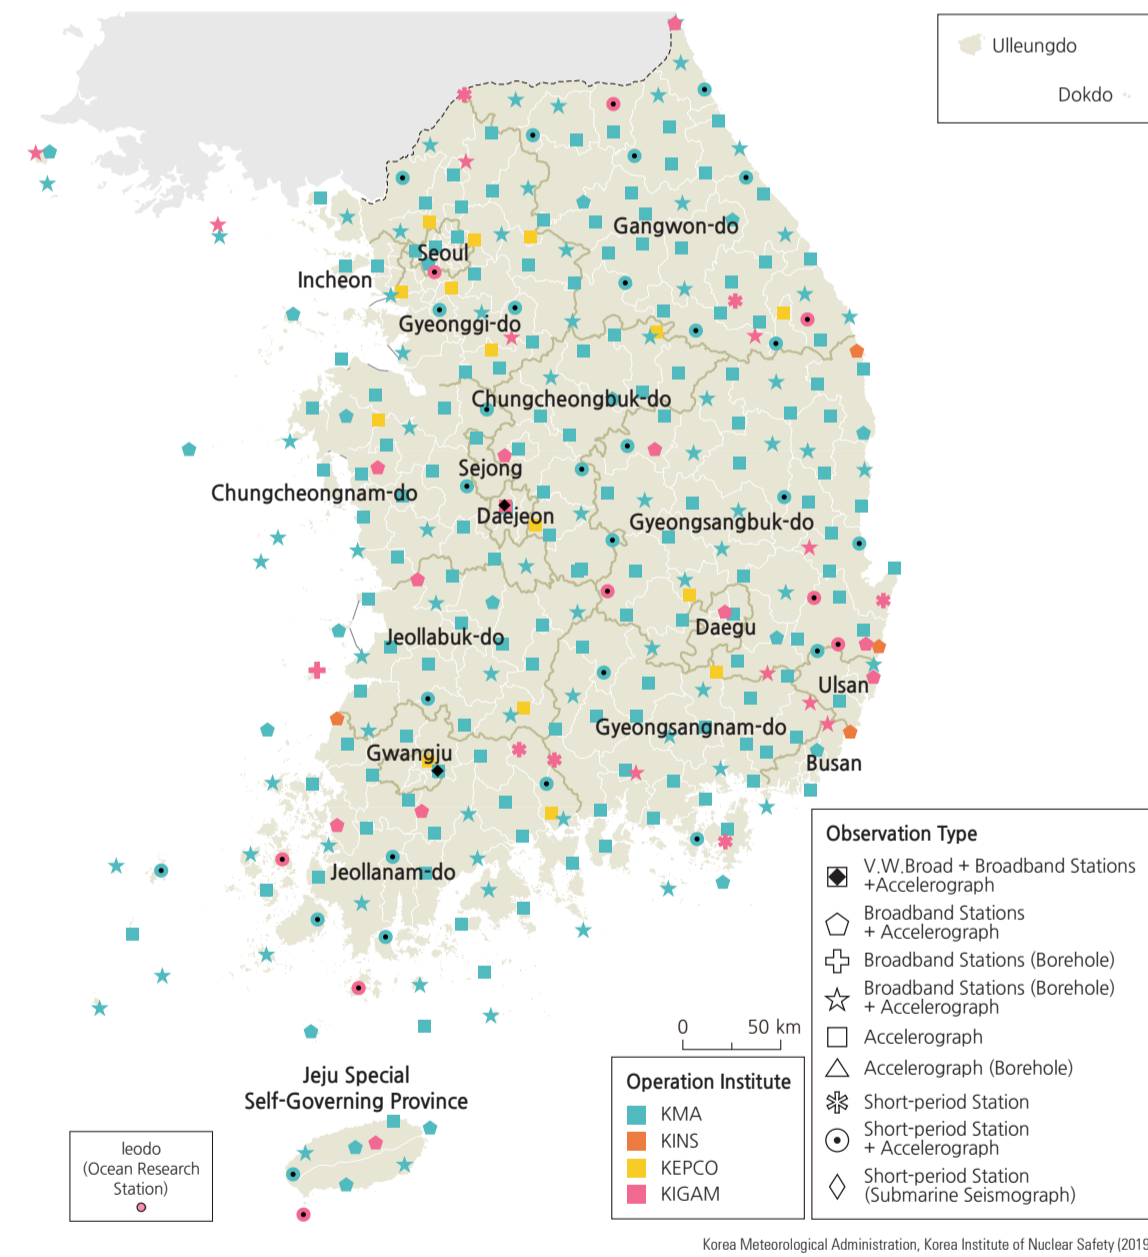 Ulleungdo
Dokdo
Gangwon-do
Seoul
Incheon
Gyeonggi-do
Chungcheongbuk-do
Sejong
Chungcheongnam-do
Daejeon
Gyeongsangbuk-do
Daegu
Jeollabuk-do
Ulsan
Gyeongsangnam-do
Gwangju
Busan
Jeollanam-do
Observation Type
V.W.Broad + Broadband Stations
+Accelerograph
Broadband Stations
+ Accelerograph
Broadband Stations (Borehole)
Broadband Stations (Borehole)
+ Accelerograph
Accelerograph
Accelerograph (Borehole)
Short-period Station
Short-period Station
+ Accelerograph
Short-period Station
(Submarine Seismograph)
0 50 km
Operation Institute
KMA
KINS
KEPCO
KIGAM
Jeju Special
Self-Governing Province
Ieodo
(Ocean Research
Station)
Korea Meteorological Administration, Korea Institute of Nuclear Safety (2019